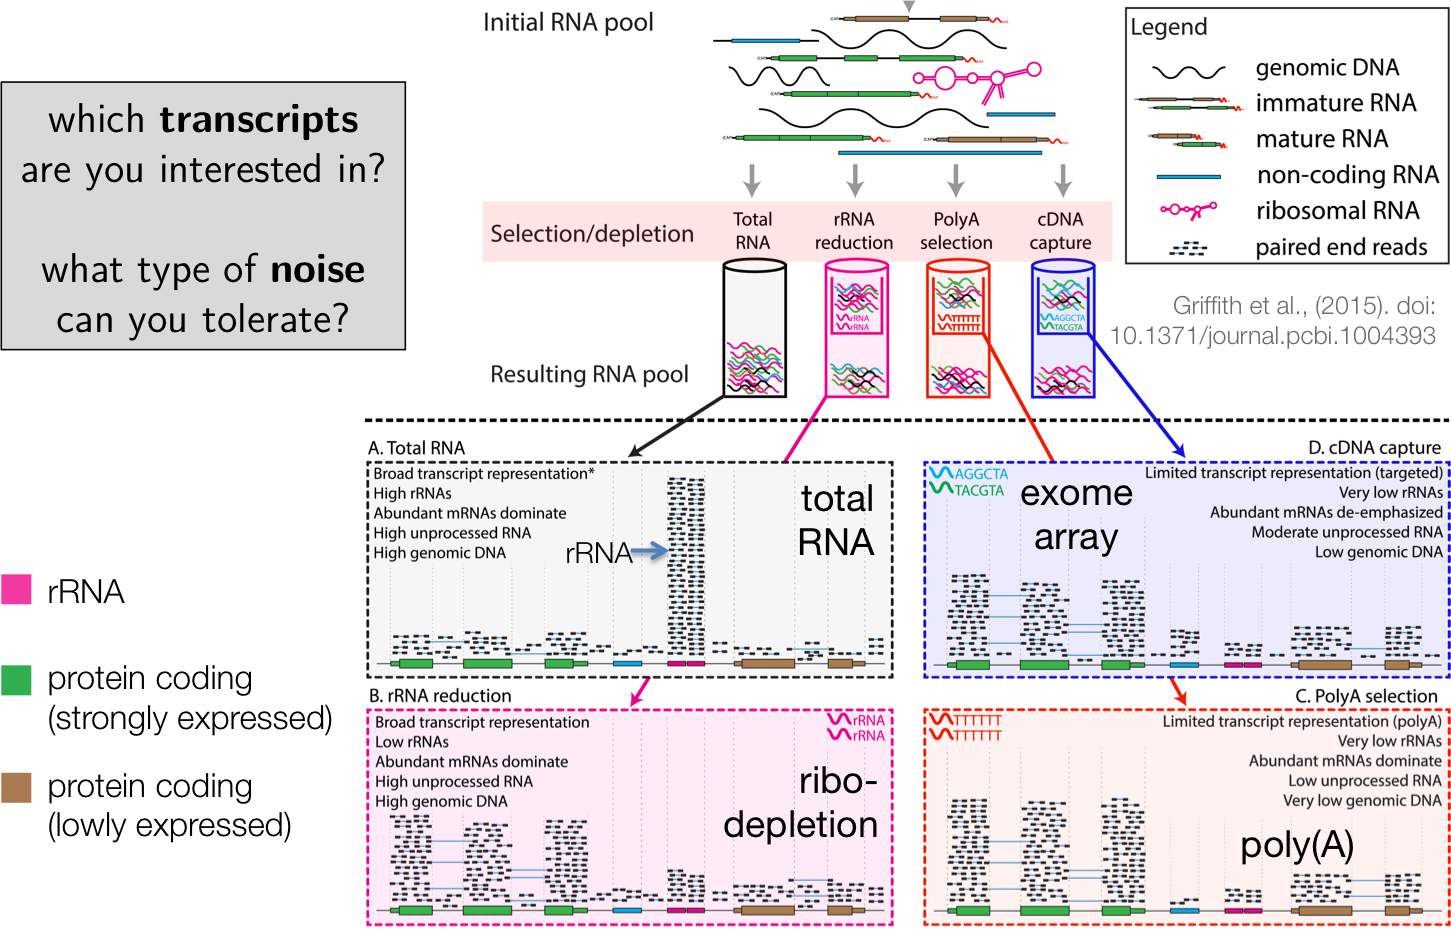 Initial RNA pool
Legend
genomic DNA
immature RNA
mature RNA
non-coding RNA
ribosomal RNA
paired end reads
which transcripts
are you interested in?
what type of noise
can you tolerate?
Selection/depletion
Total
RNA
rRNA
reduction
PolyA
selection
cDNA
capture
rRNA
rRNA
TTTTTT
TTTTTT
AGGCTA
TACGTA
Griffith et al., (2015). doi:
10.1371/journal.pcbi.1004393
Resulting RNA pool
A. Total RNA
Broad transcript representation*
High rRNAs
Abundant mRNAs dominate
High unprocessed RNA
High genomic DNA
total
RNA
rRNA
D. cDNA capture
AGGCTA
TACGTA
exome
array
Limited transcript representation (targeted)
Very low rRNAs
Abundant mRNAs de-emphasized
Moderate unprocessed RNA
Low genomic DNA
rRNA
protein coding
(strongly expressed)
protein coding
(lowly expressed)
B. rRNA reduction
Broad transcript representation
Low rRNAs
Abundant mRNAs dominate
High unprocessed RNA
High genomic DNA
rRNA
rRNA
ribo-
depletion
C. PolyA selection
TTTTTT
TTTTTT
Limited transcript representation (polyA)
Very low rRNAs
Abundant mRNAs dominate
Low unprocessed RNA
Very low genomic DNA
poly(A)